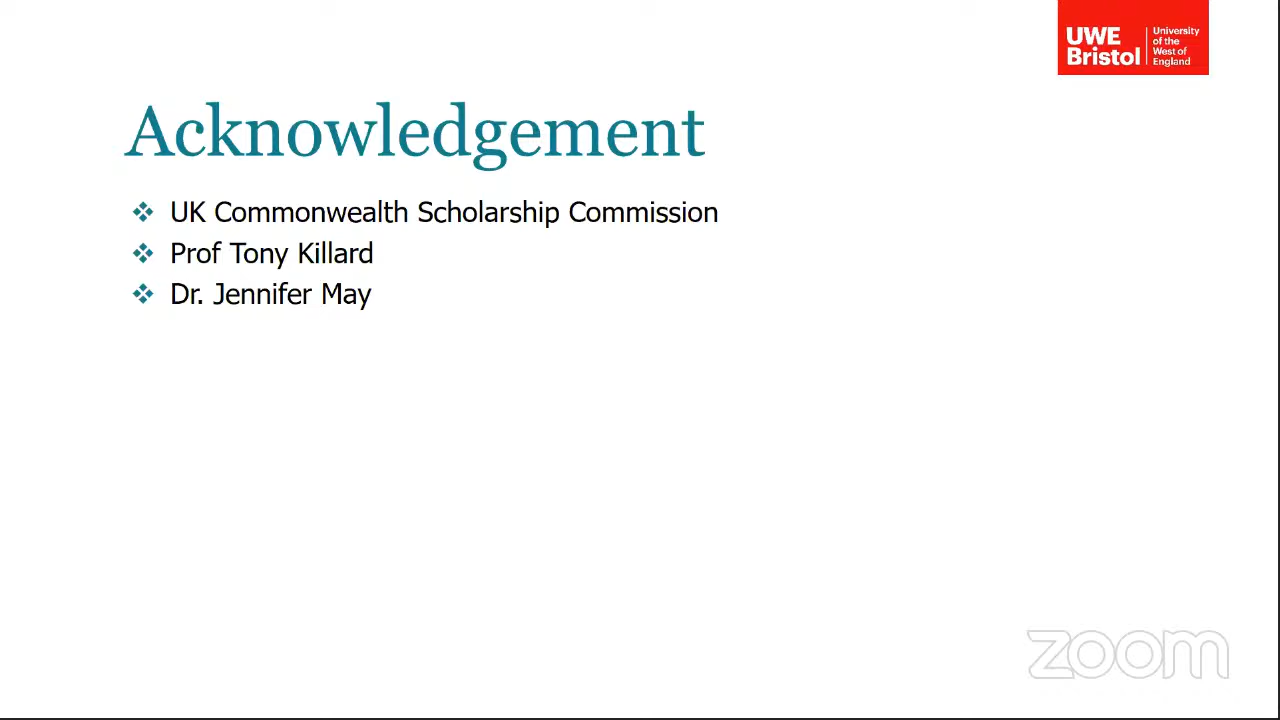 UWE Bristol
University of the West of England
Acknowledgement
UK Commonwealth Scholarship Commission
Prof Tony Killard
Dr. Jennifer May
zoom